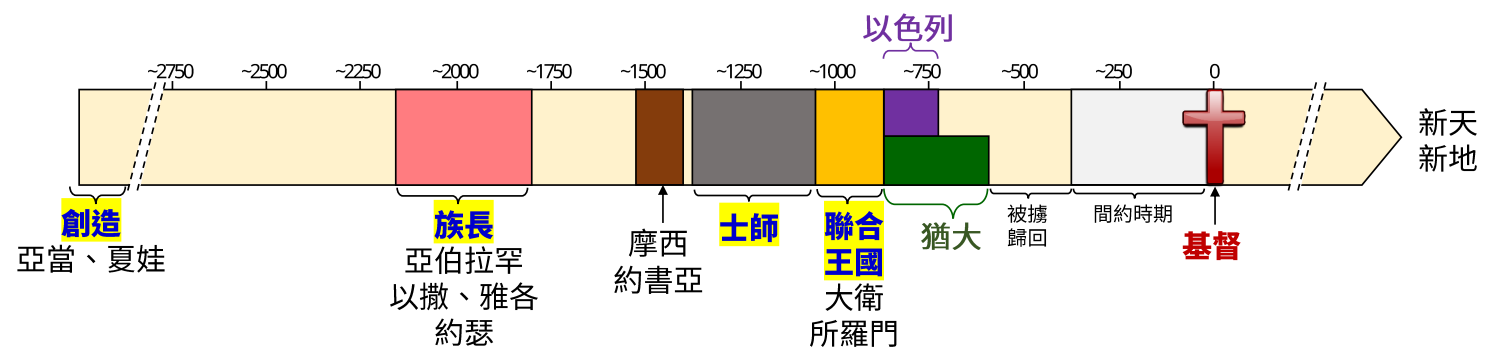 以色列
~2750 ~2500 ~2250 ~2000 ~1750 ~1500 ~1250 ~1000 ~750 ~500 ~250 0
新天
新地
創造
亞當、夏娃
族長
亞伯拉罕
以撒、雅各
約瑟
摩西
約書亞
士師
聯合
王國
大衛
所羅門
猶大
被擄
歸回
間約時期
基督